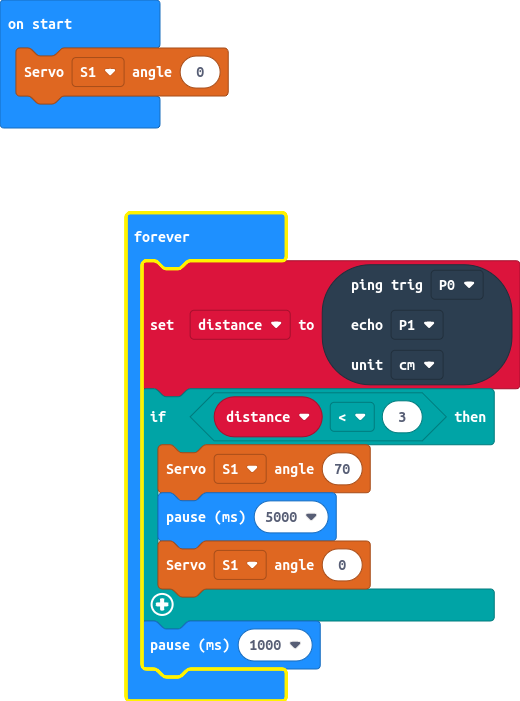 on start
Servo S1 angle 0
forever
ping trig P0
set distance to echo P1
unit cm
if distance < 3 then
Servo S1 angle 70
pause (ms) 5000
Servo S1 angle 0
pause (ms) 1000